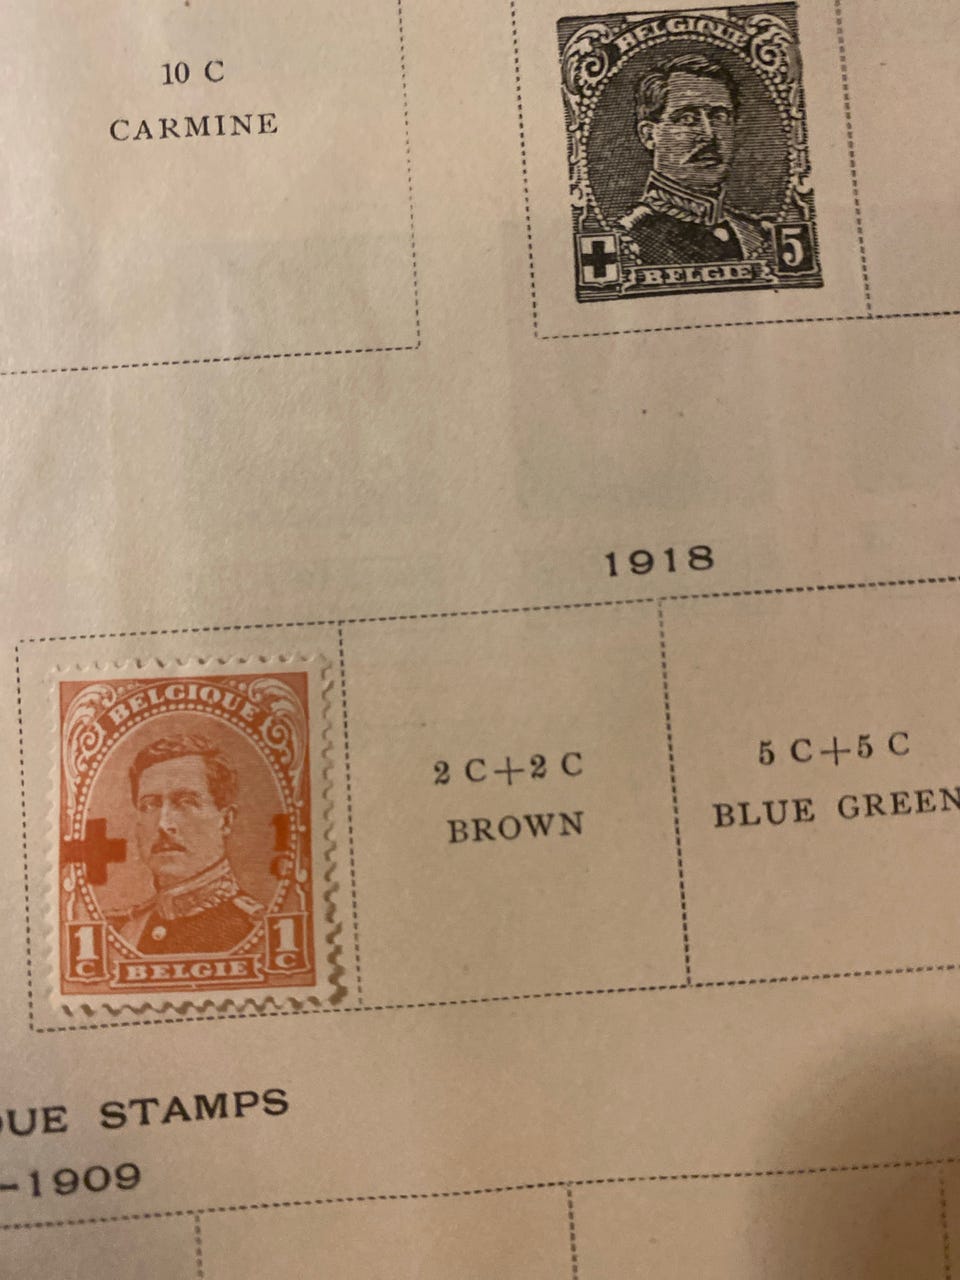 10 C
CARMINE
BELGIQUE
5
BELGIE
1918
BELGIQUE
1
C
1
C
1
C
BELGIE
2 C+2 C
BROWN
5 C+5 C
BLUE GREEN
DUE STAMPS
-1909